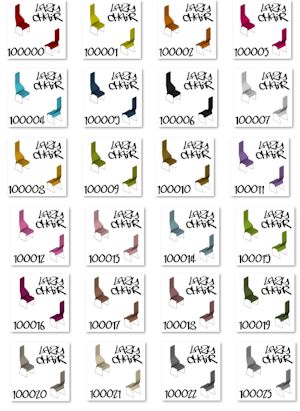 LAZY
CHAIR
100000
LAZY
CHAIR
100001
LAZY
CHAIR
100002
LAZY
CHAIR
100003
LAZY
CHAIR
100004
LAZY
CHAIR
100005
LAZY
CHAIR
100006
LAZY
CHAIR
100007
LAZY
CHAIR
100008
LAZY
CHAIR
100009
LAZY
CHAIR
100010
LAZY
CHAIR
100011
LAZY
CHAIR
100012
LAZY
CHAIR
100013
LAZY
CHAIR
100014
LAZY
CHAIR
100015
LAZY
CHAIR
100016
LAZY
CHAIR
100017
LAZY
CHAIR
100018
LAZY
CHAIR
100019
LAZY
CHAIR
100020
LAZY
CHAIR
100021
LAZY
CHAIR
100022
LAZY
CHAIR
100023